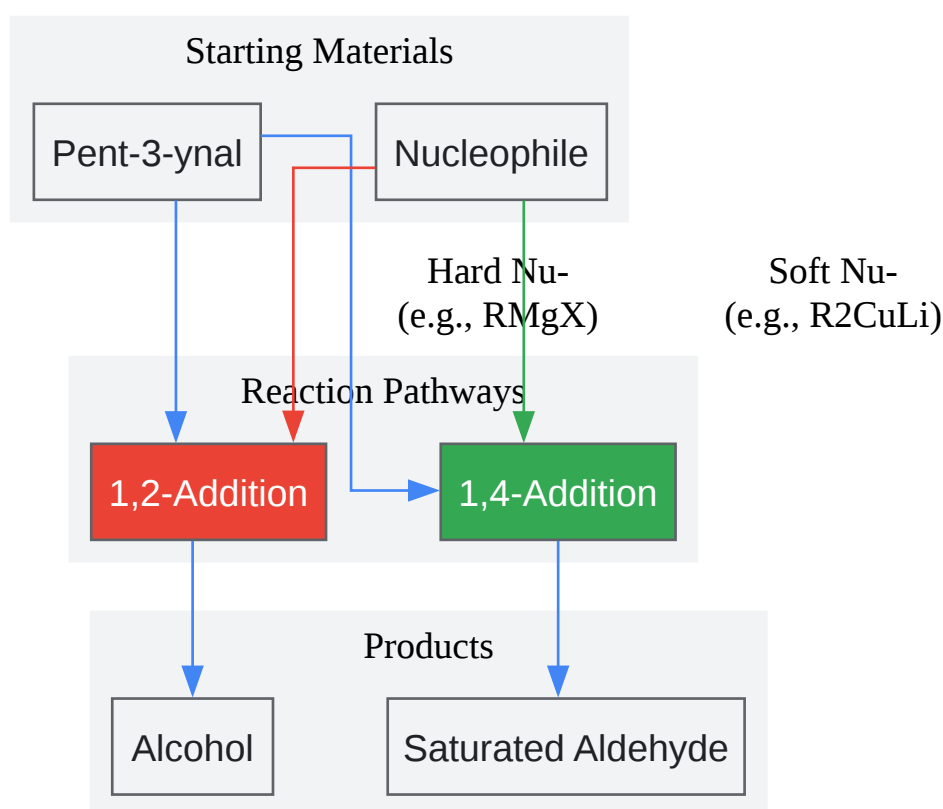 Starting Materials
Pent-3-ynal
Nucleophile
Hard Nu-
(e.g., RMgX)
Soft Nu-
(e.g., R2CuLi)
Reaction Pathways
1,2-Addition
1,4-Addition
Products
Alcohol
Saturated Aldehyde